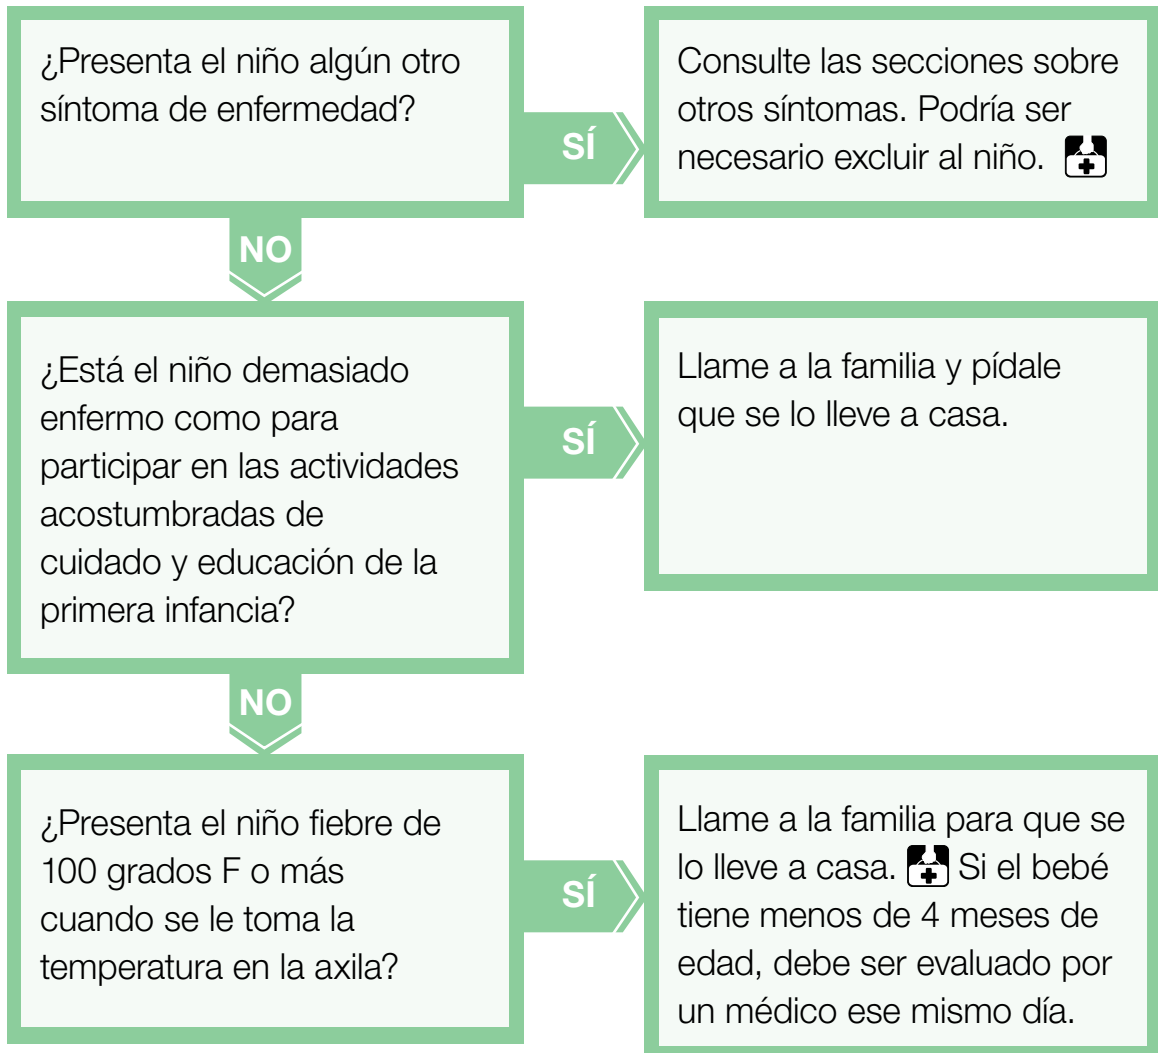 ¿Presenta el niño algún otro
síntoma de enfermedad?
SÍ
Consulte las secciones sobre
otros síntomas. Podría ser
necesario excluir al niño.
NO
¿Está el niño demasiado
enfermo como para
participar en las actividades
acostumbradas de
cuidado y educación de la
primera infancia?
SÍ
Llame a la familia y pídale
que se lo lleve a casa.
NO
¿Presenta el niño fiebre de
100 grados F o más
cuando se le toma la
temperatura en la axila?
SÍ
Llame a la familia para que se
lo lleve a casa. Si el bebé
tiene menos de 4 meses de
edad, debe ser evaluado por
un médico ese mismo día.